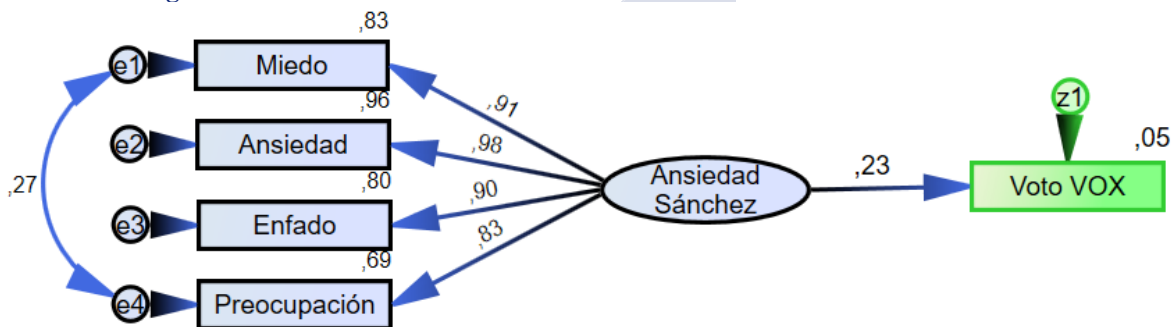 ,83
e1
Miedo
,91
,96
e2
Ansiedad
,98
,80
,27
e3
Enfado
,90
,69
e4
Preocupación
,83
Ansiedad
Sánchez
,23
z1
,05
Voto VOX